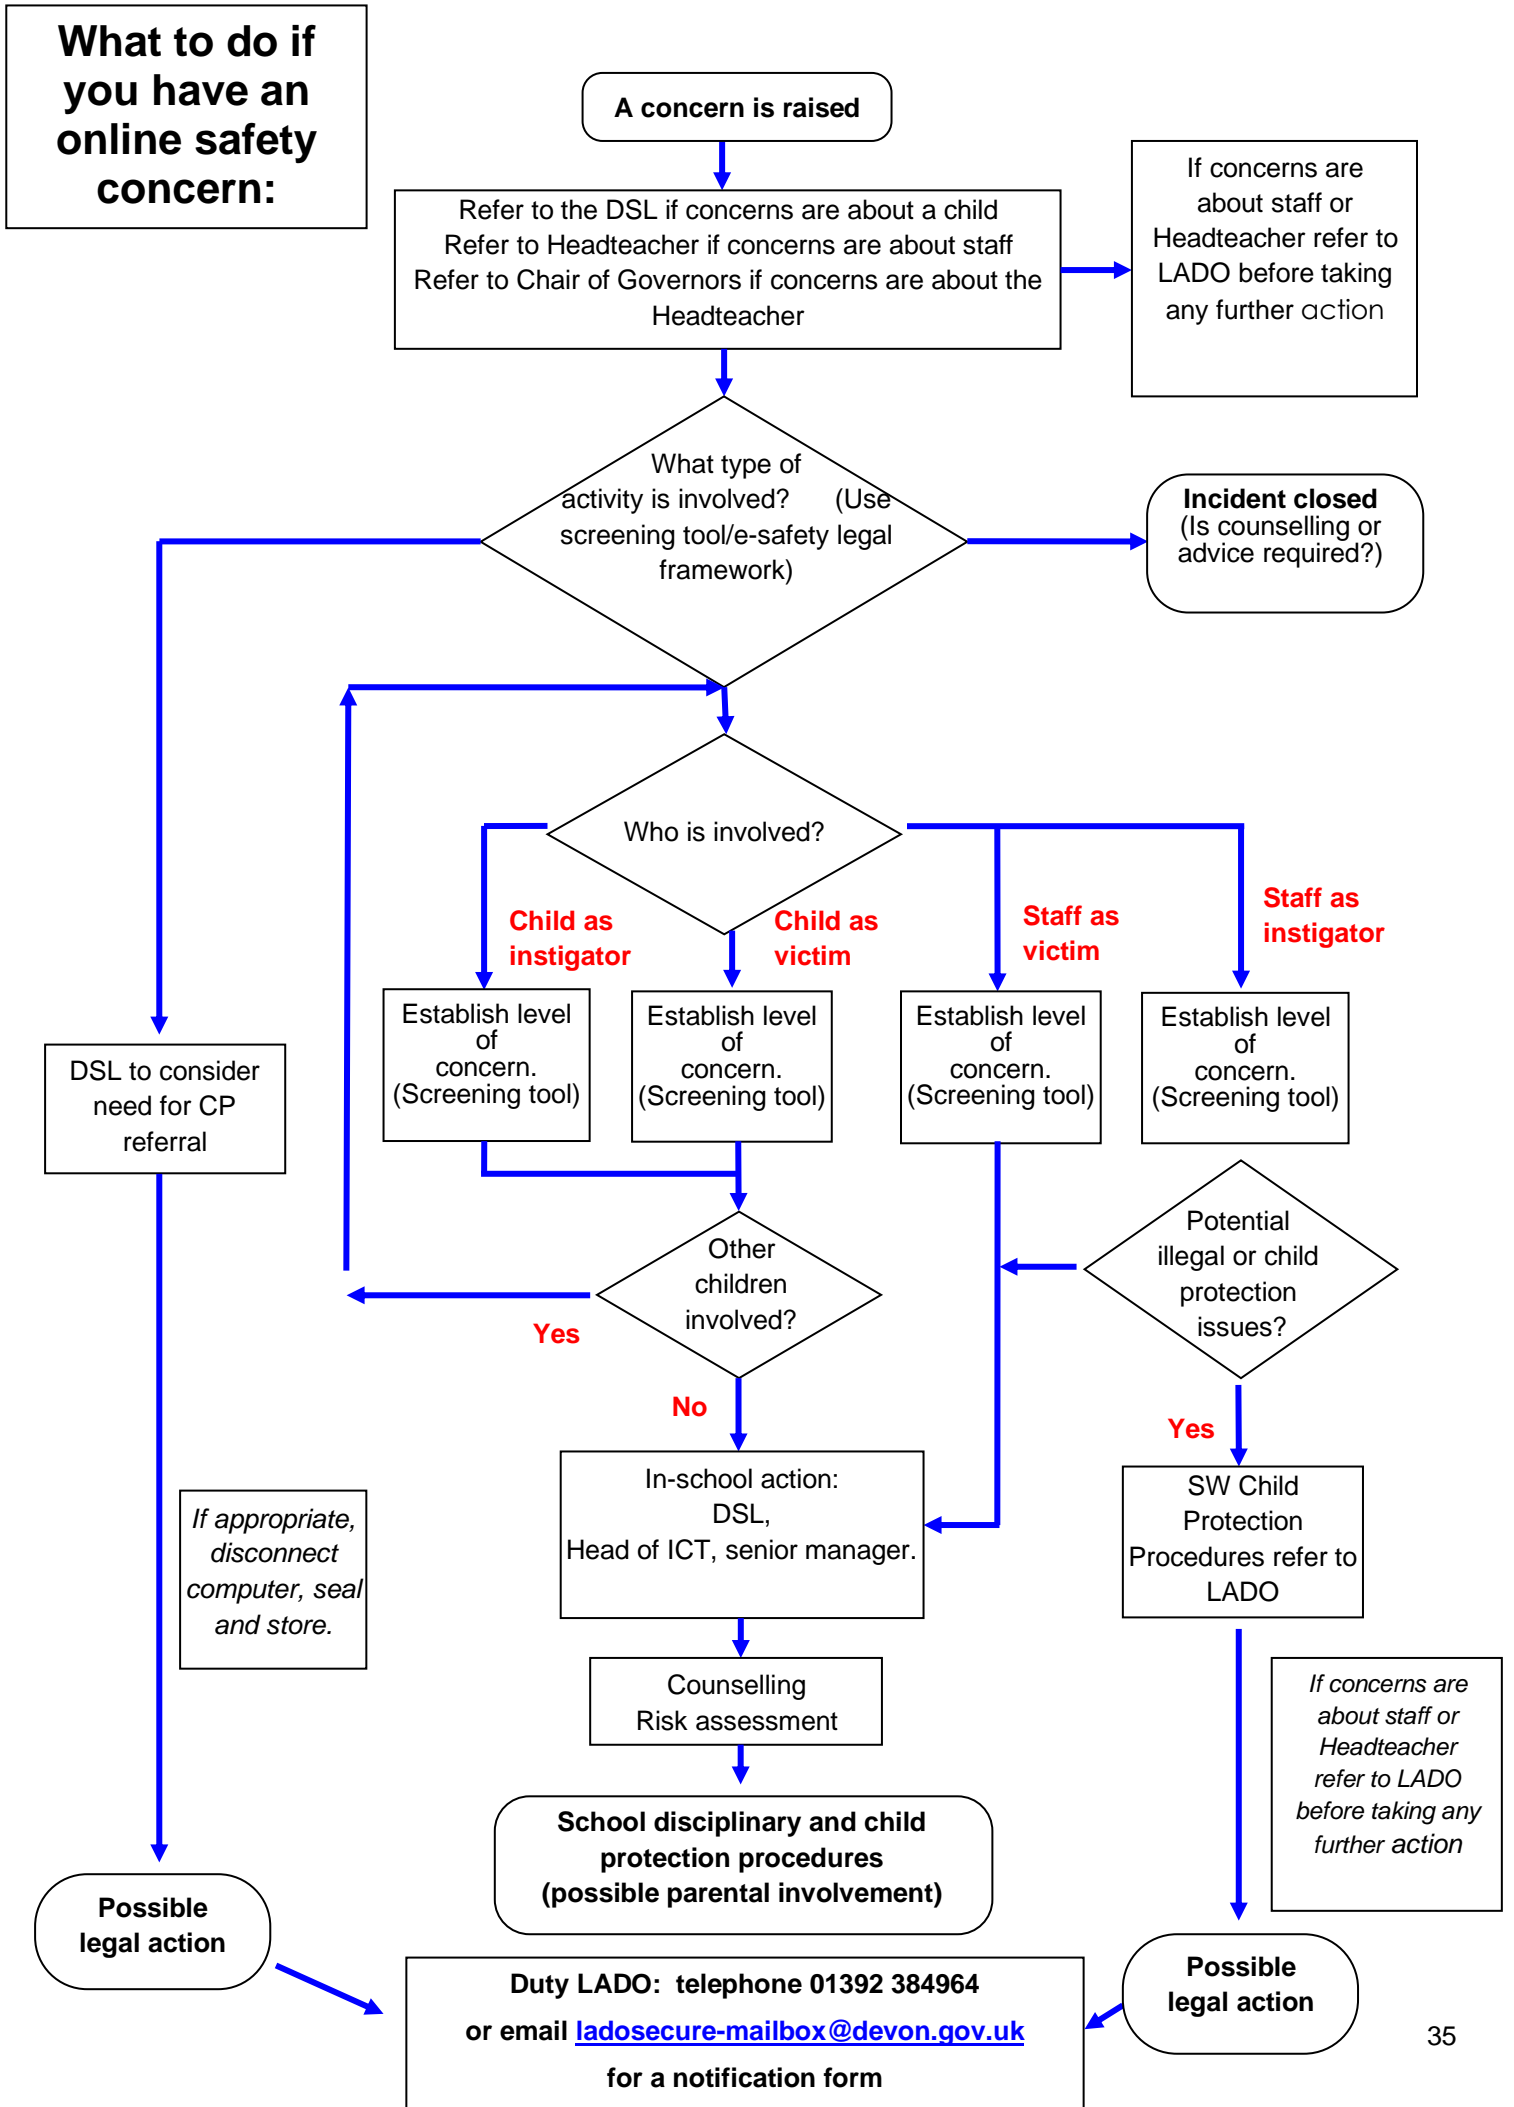 What to do if
you have an
online safety
concern:
A concern is raised
Refer to the DSL if concerns are about a child
Refer to Headteacher if concerns are about staff
Refer to Chair of Governors if concerns are about the
Headteacher
If concerns are
about staff or
Headteacher refer to
LADO before taking
any further action
What type of
activity is involved? (Use
screening tool/e-safety legal
framework)
Incident closed
(Is counselling or
advice required?)
Who is involved?
Child as
instigator
Child as
victim
Staff as
victim
Staff as
instigator
Establish level
of
concern.
(Screening tool)
Establish level
of
concern.
(Screening tool)
Establish level
of
concern.
(Screening tool)
Establish level
of
concern.
(Screening tool)
DSL to consider
need for CP
referral
Other
children
involved?
Yes
No
Potential
illegal or child
protection
issues?
Yes
In-school action:
DSL,
Head of ICT, senior manager.
SW Child
Protection
Procedures refer to
LADO
If appropriate,
disconnect
computer, seal
and store.
Counselling
Risk assessment
If concerns are
about staff or
Headteacher
refer to LADO
before taking any
further action
School disciplinary and child
protection procedures
(possible parental involvement)
Possible
legal action
Possible
legal action
Duty LADO: telephone 01392 384964
or email ladosecure-mailbox@devon.gov.uk
for a notification form
35